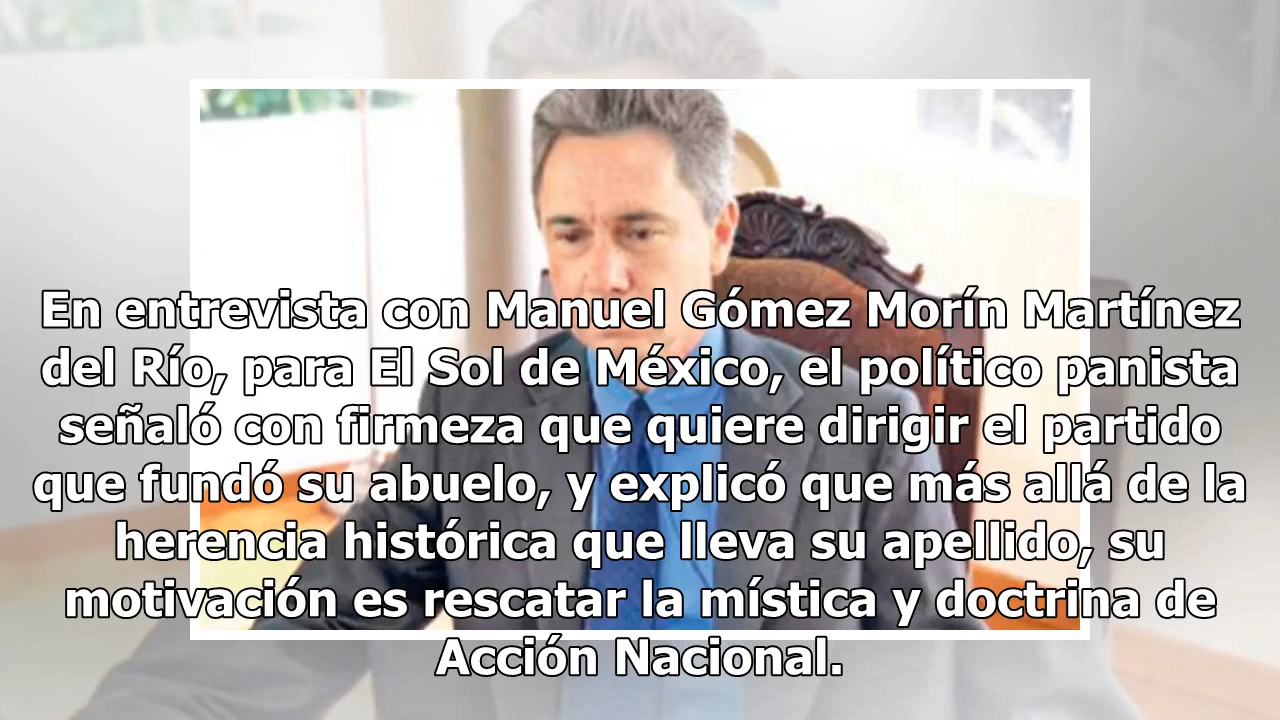 En entrevista con Manuel Gómez Morín Martínez
del Río, para El Sol de México, el político panista
señaló con firmeza que quiere dirigir el partido
que fundó su abuelo, y explicó que más allá de la
herencia histórica que lleva su apellido, su
motivación es rescatar la mística y doctrina de
Acción Nacional.